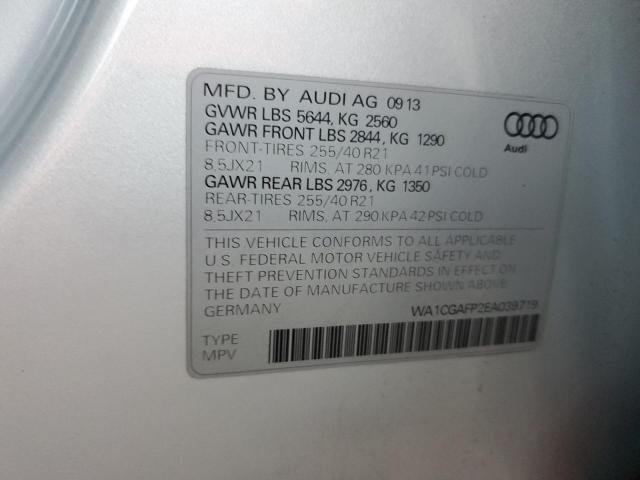 MFD. BY AUDI AG 09 13
GVWR LBS 5644, KG 2560
GAWR FRONT LBS 2844, KG 1290
FRONT-TIRES 255/40 R21
8,5JX21 RIMS, AT 280 KPA 41 PSI COLD
GAWR REAR LBS 2976, KG 1350
REAR-TIRES 255/40 R21
8,5JX21 RIMS, AT 290 KPA 42 PSI COLD
Audi
THIS VEHICLE CONFORMS TO ALL APPLICABLE
U.S. FEDERAL MOTOR VEHICLE SAFETY AND
THEFT PREVENTION STANDARDS IN EFFECT ON
THE DATE OF MANUFACTURE SHOWN ABOVE
GERMANY
WA1CGAFP2EA039719
TYPE
MPV